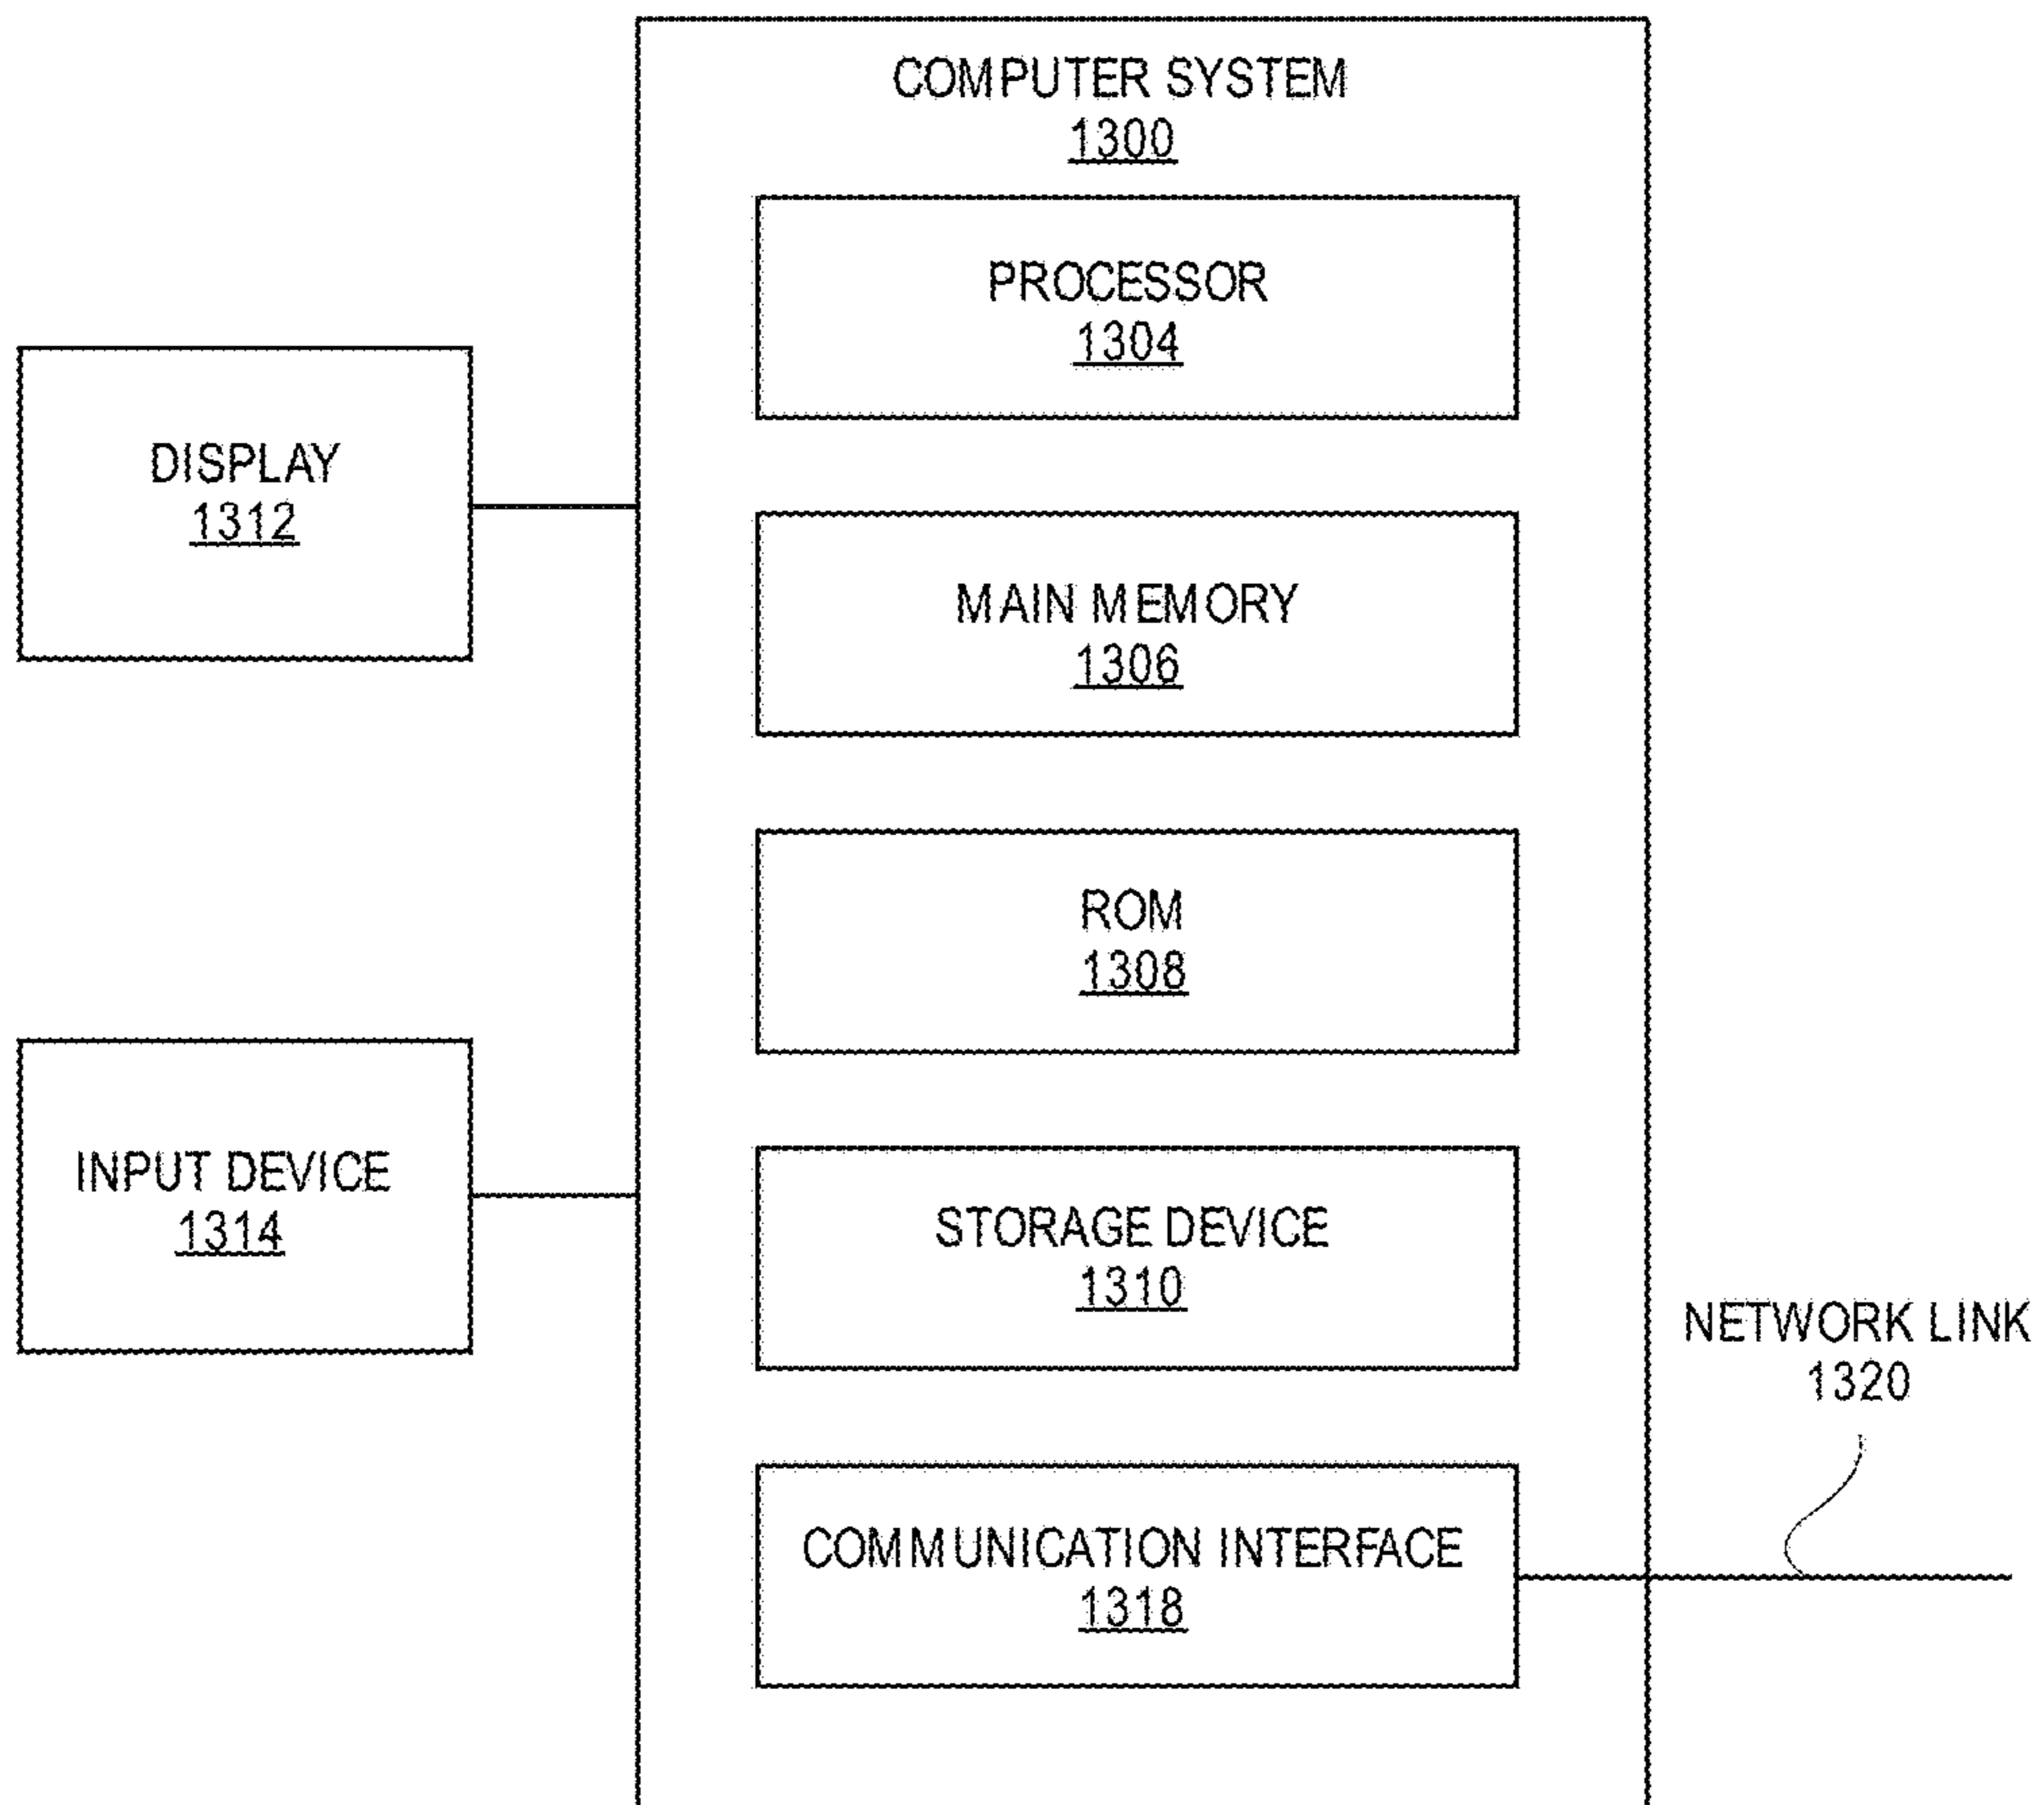 COMPUTER SYSTEM
1300
PROCESSOR
1304
DISPLAY
1312
MAIN MEMORY
1306
ROM
1308
INPUT DEVICE
1314
STORAGE DEVICE
1310
NETWORK LINK
1320
COMMUNICATION INTERFACE
1318